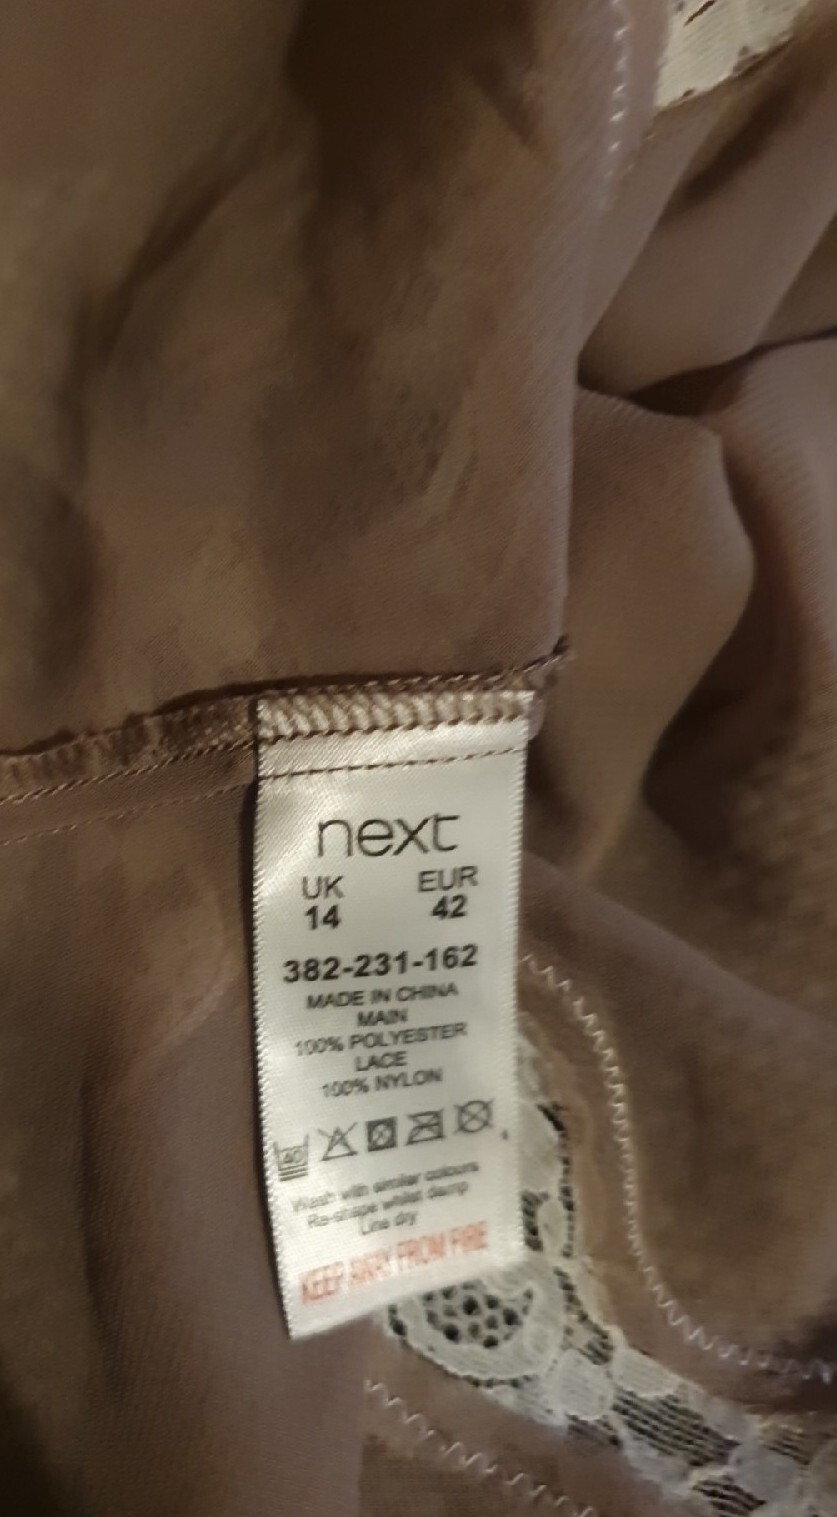 next
UK EUR
14 42
382-231-162
MADE IN CHINA
MAIN
100% POLYESTER
LACE
100% NYLON
40
Wash with similar colours
Re-shape whilst damp
Line dry
KEEP AWAY FROM FIRE